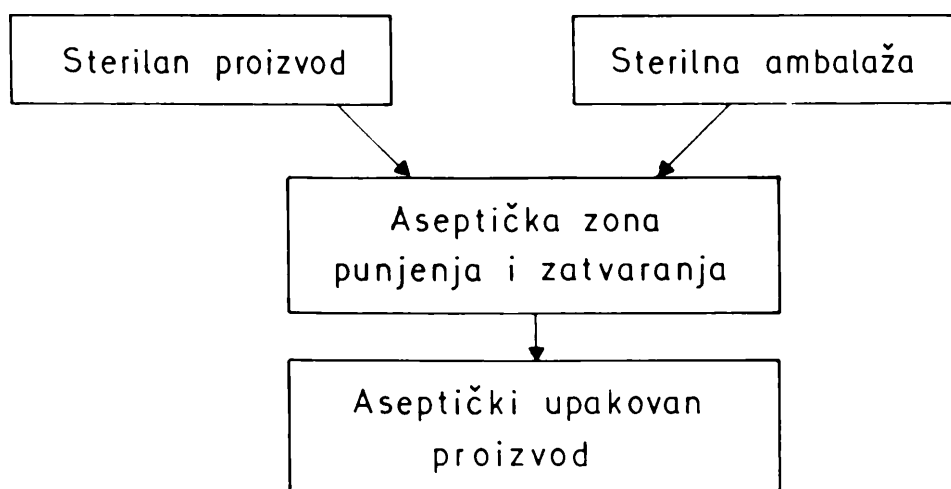 Sterilan proizvod
Sterilna ambalaža
Aseptička zona
punjenja i zatvaranja
Aseptički upakovan
proizvod